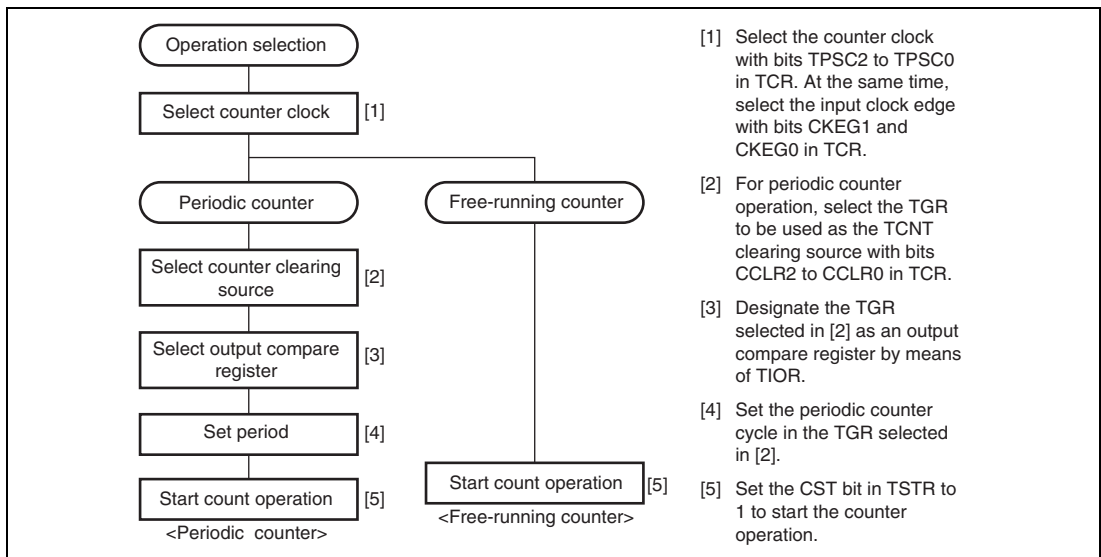 Operation selection
Select counter clock
[1]
Periodic counter
Free-running counter
Select counter clearing
source
[2]
Select output compare
register
[3]
Set period
[4]
Start count operation
[5]
<Periodic counter>
Start count operation
[5]
<Free-running counter>
[1] Select the counter clock
with bits TPSC2 to TPSC0
in TCR. At the same time,
select the input clock edge
with bits CKEG1 and
CKEG0 in TCR.
[2] For periodic counter
operation, select the TGR
to be used as the TCNT
clearing source with bits
CCLR2 to CCLR0 in TCR.
[3] Designate the TGR
selected in [2] as an output
compare register by means
of TIOR.
[4] Set the periodic counter
cycle in the TGR selected
in [2].
[5] Set the CST bit in TSTR to
1 to start the counter
operation.